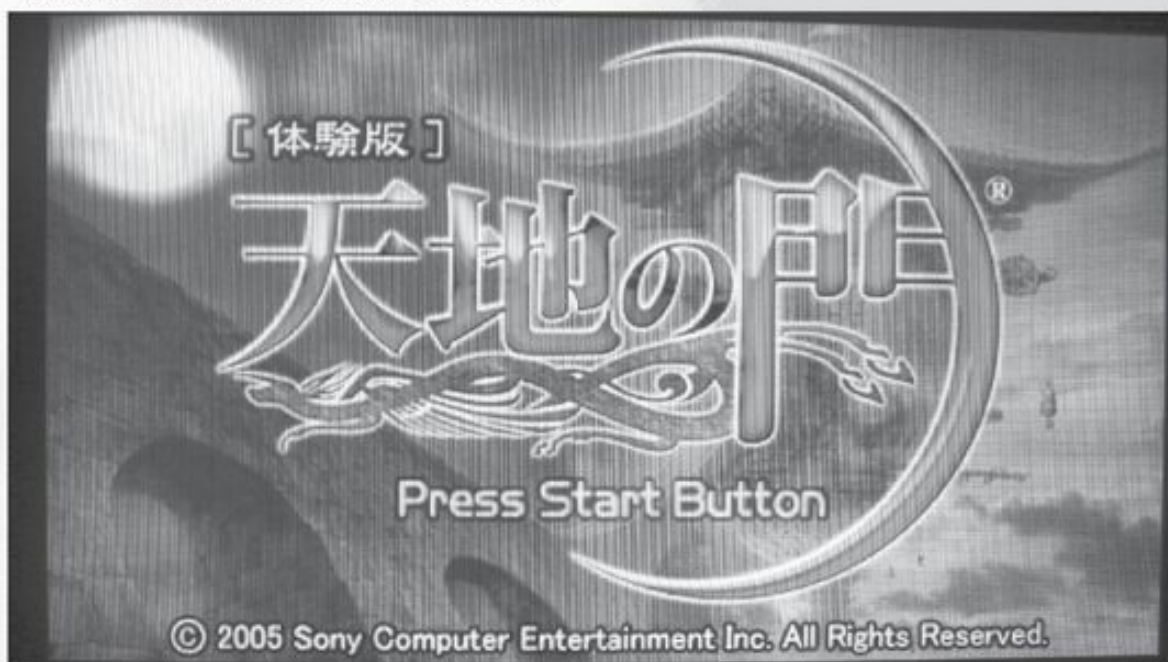 [ 体験版 ]
天地の門®
Press Start Button
© 2005 Sony Computer Entertainment Inc. All Rights Reserved.